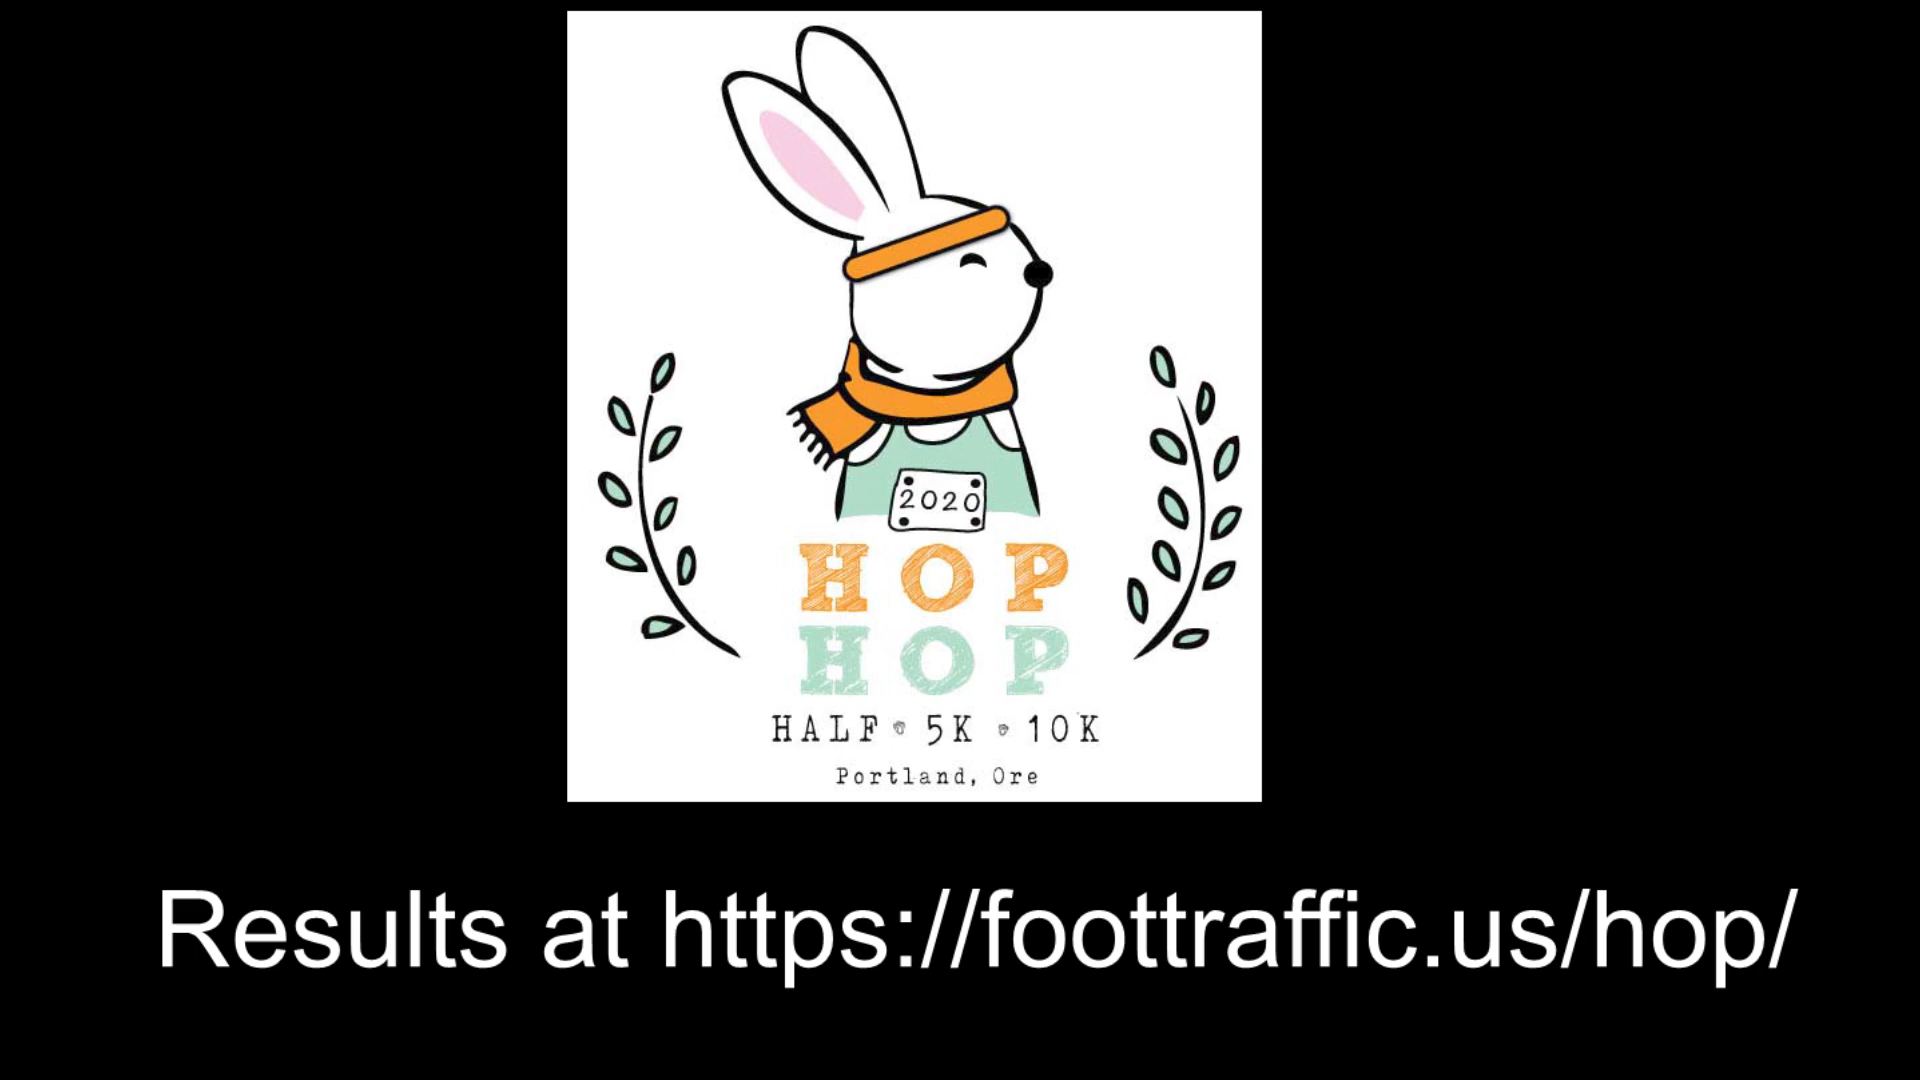 2020
HOP
HOP
HALF 5K 10K
Portland, Ore
Results at https://foottraffic.us/hop/